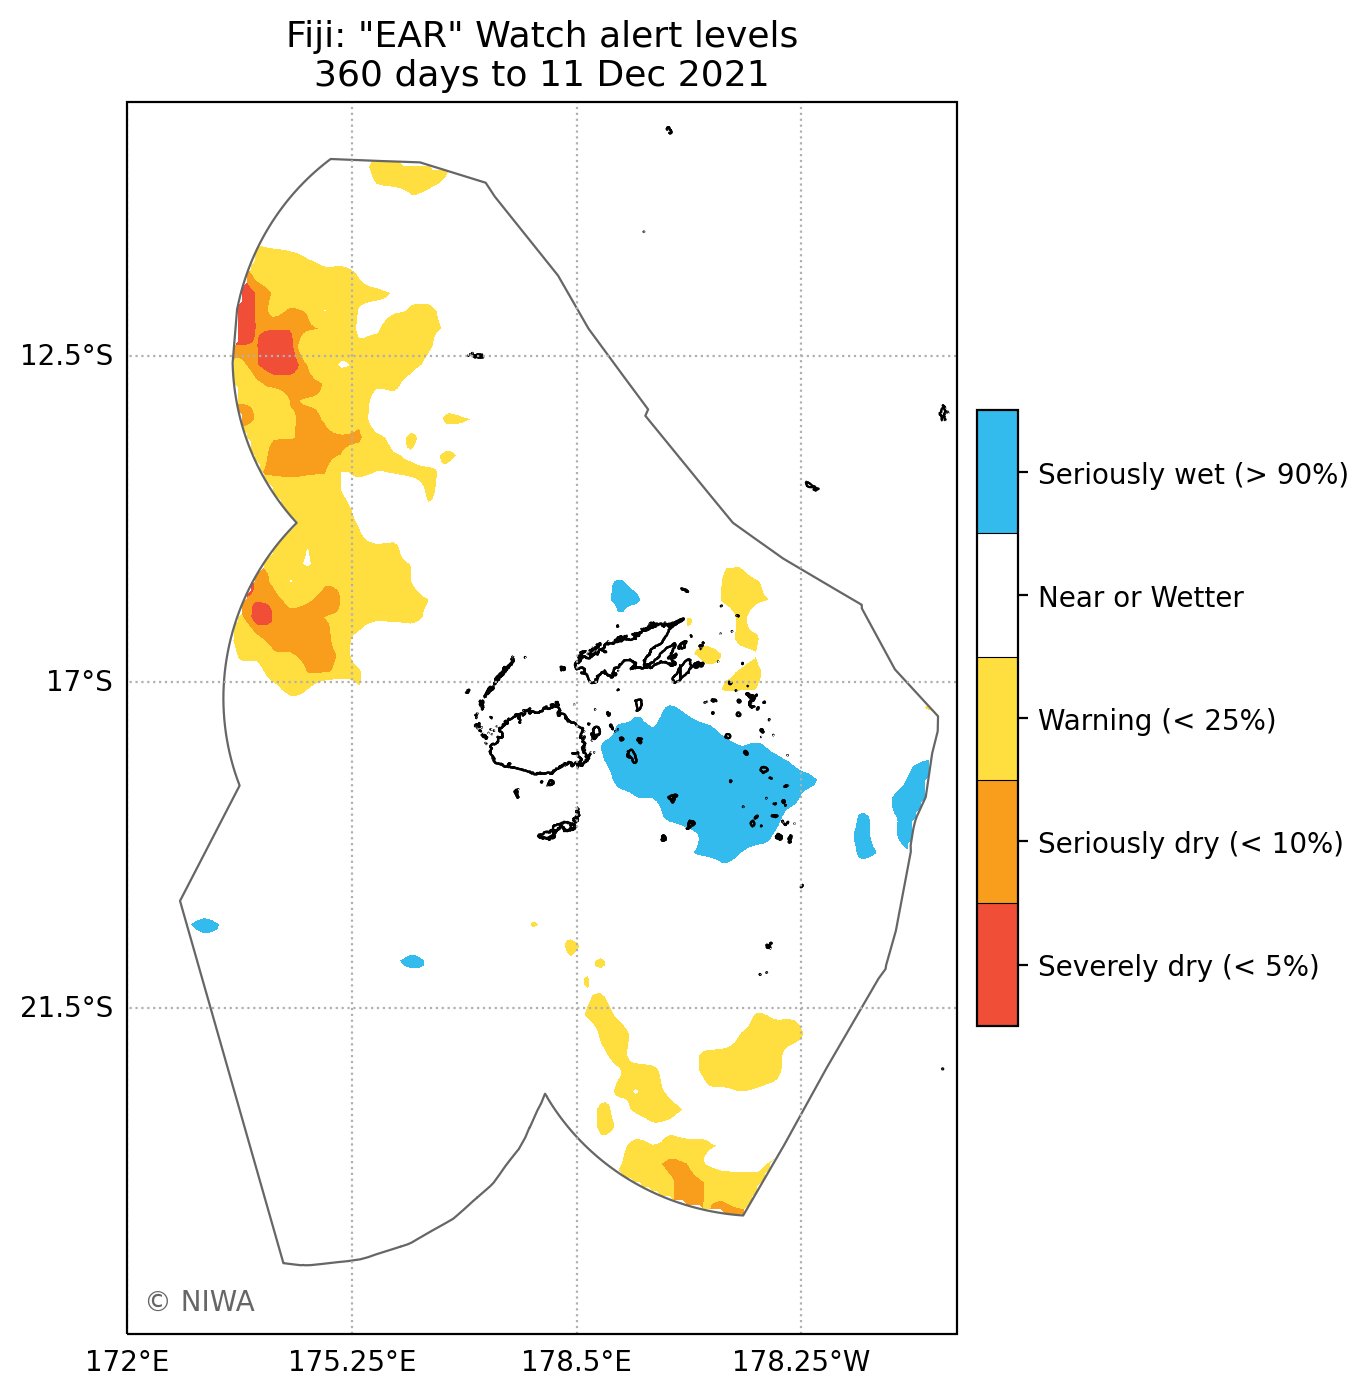 Fiji: "EAR" Watch alert levels
360 days to 11 Dec 2021
12.5°S
17°S
21.5°S
172°E
175.25°E
178.5°E
178.25°W
© NIWA
Seriously wet (> 90%)
Near or Wetter
Warning (< 25%)
Seriously dry (< 10%)
Severely dry (< 5%)